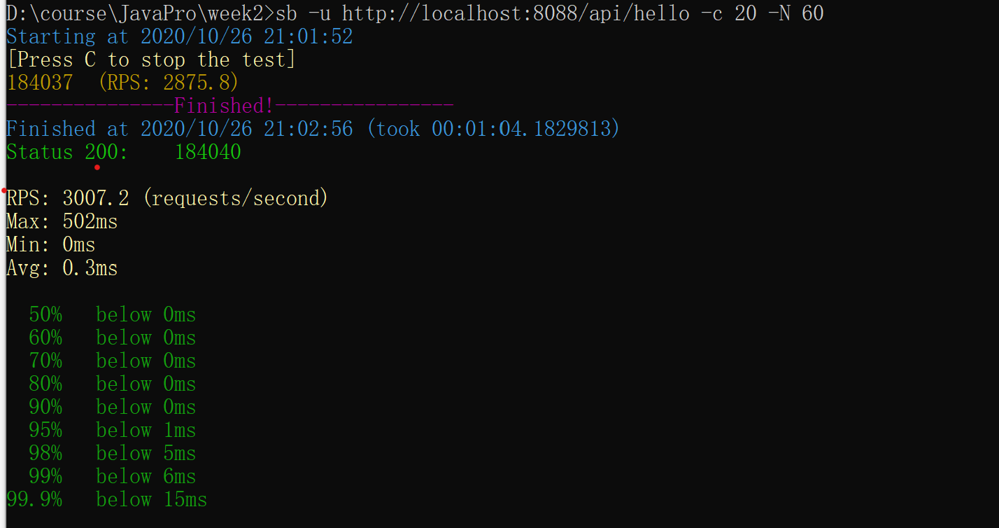 D:\course\JavaPro\week2>sb -u http://localhost:8088/api/hello -c 20 -N 60
Starting at 2020/10/26 21:01:52
[Press C to stop the test]
184037  (RPS: 2875.8)
---------------Finished!----------------
Finished at 2020/10/26 21:02:56 (took 00:01:04.1829813)
Status 200:    184040
RPS: 3007.2 (requests/second)
Max: 502ms
Min: 0ms
Avg: 0.3ms
50%   below 0ms
60%   below 0ms
70%   below 0ms
80%   below 0ms
90%   below 0ms
95%   below 1ms
98%   below 5ms
99%   below 6ms
99.9%   below 15ms